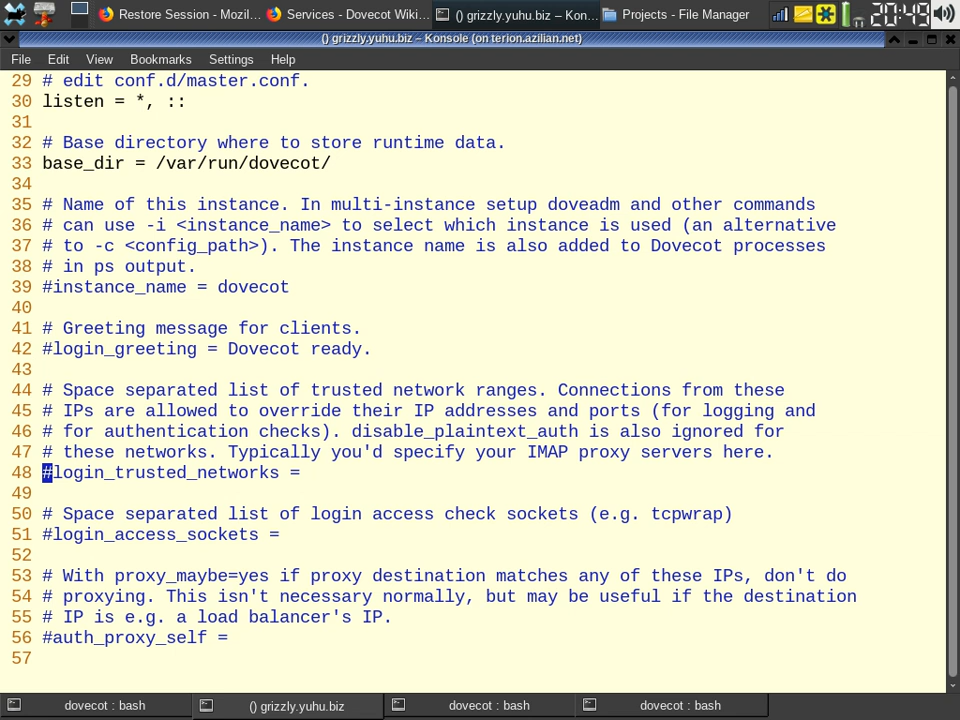 Restore Session - Mozil...
Services - Dovecot Wiki...
() grizzly.yuhu.biz – Kon...
Projects - File Manager
20:49
() grizzly.yuhu.biz – Konsole (on terion.azilian.net)
File Edit View Bookmarks Settings Help
29 # edit conf.d/master.conf.
30 listen = *, ::
31
32 # Base directory where to store runtime data.
33 base_dir = /var/run/dovecot/
34
35 # Name of this instance. In multi-instance setup doveadm and other commands
36 # can use -i <instance_name> to select which instance is used (an alternative
37 # to -c <config_path>). The instance name is also added to Dovecot processes
38 # in ps output.
39 #instance_name = dovecot
40
41 # Greeting message for clients.
42 #login_greeting = Dovecot ready.
43
44 # Space separated list of trusted network ranges. Connections from these
45 # IPs are allowed to override their IP addresses and ports (for logging and
46 # for authentication checks). disable_plaintext_auth is also ignored for
47 # these networks. Typically you'd specify your IMAP proxy servers here.
48 #login_trusted_networks =
49
50 # Space separated list of login access check sockets (e.g. tcpwrap)
51 #login_access_sockets =
52
53 # With proxy_maybe=yes if proxy destination matches any of these IPs, don't do
54 # proxying. This isn't necessary normally, but may be useful if the destination
55 # IP is e.g. a load balancer's IP.
56 #auth_proxy_self =
57
dovecot : bash
() grizzly.yuhu.biz
dovecot : bash
dovecot : bash